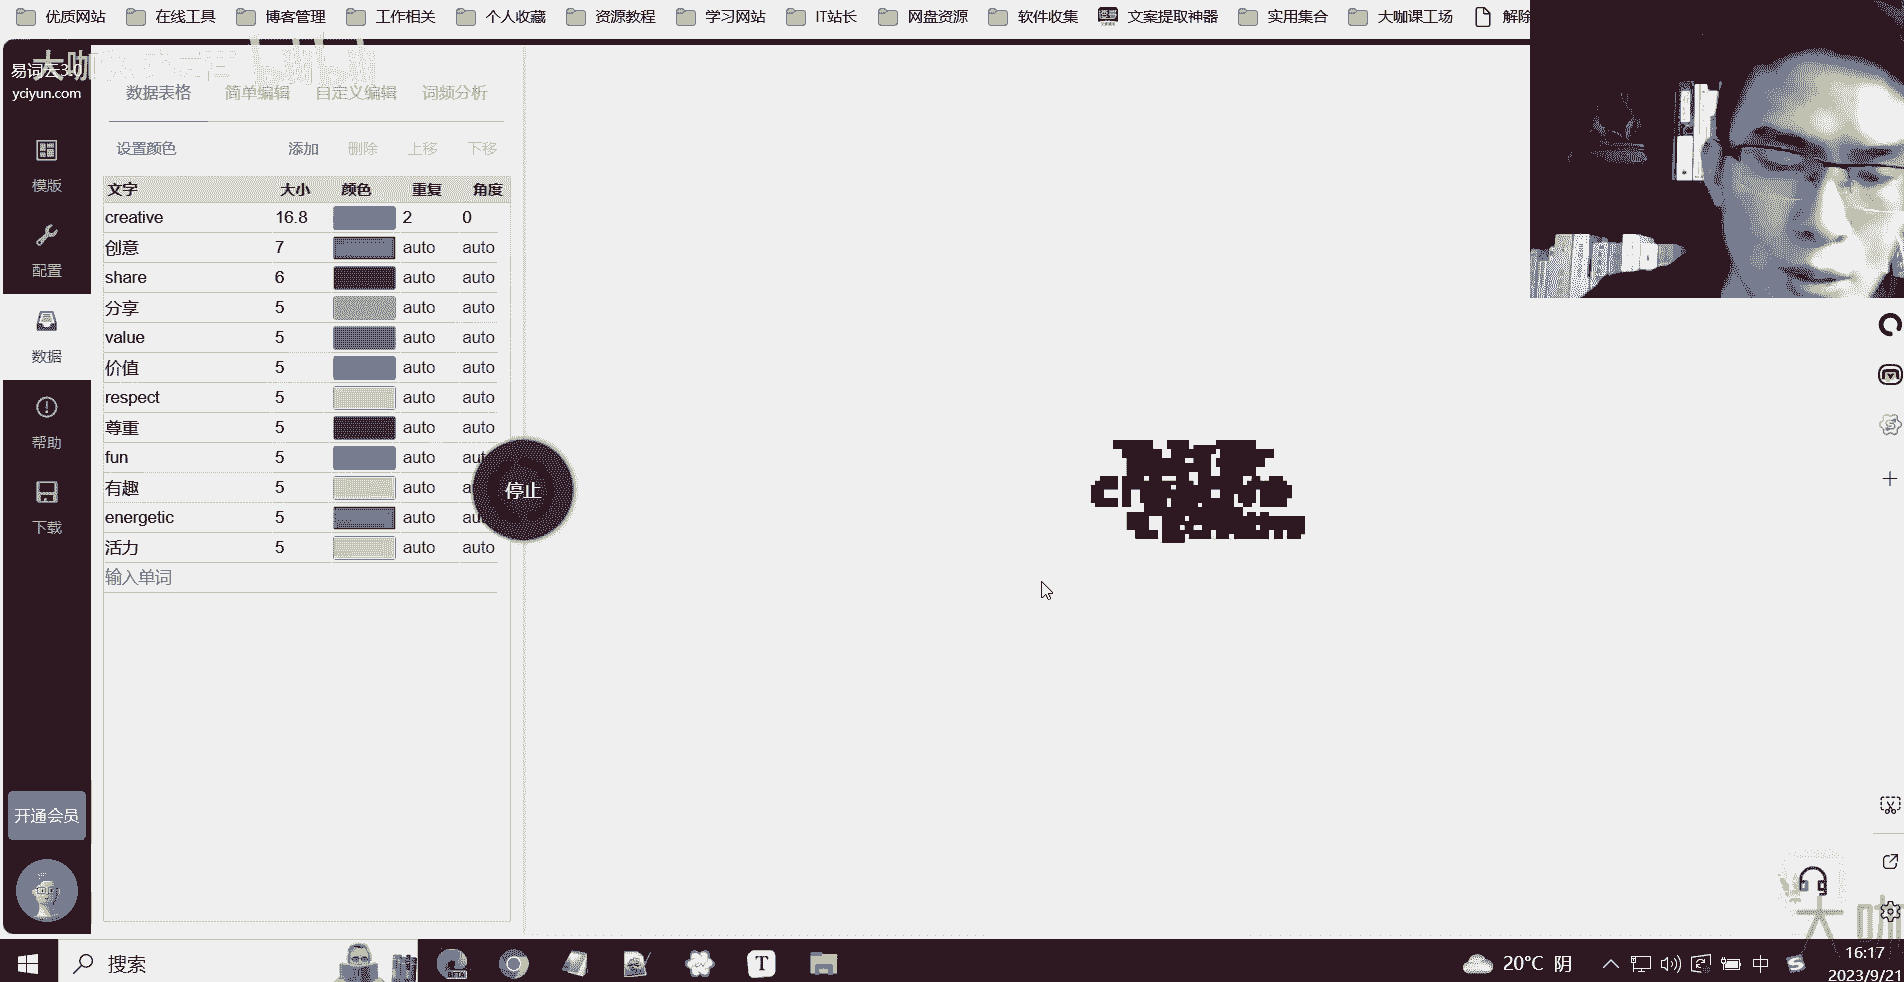 优质网站 在线工具 博客管理 工作相关 个人收藏 资源教程 学习网站 IT站长 网盘资源 软件收集 文案提取神器 实用集合 大咖课工场 解除
大咖
易词云3.0
yciyun.com
数据表格 简单编辑 自定义编辑 词频分析
设置颜色 添加 删除 上移 下移
文字 大小 颜色 重复 角度
creative 16.8 2 0
创意 7 auto auto
share 6 auto auto
分享 5 auto auto
value 5 auto auto
价值 5 auto auto
respect 5 auto auto
尊重 5 auto auto
fun 5 auto
有趣 5 auto
energetic 5 auto
活力 5 auto auto
输入单词
停止
模版
配置
数据
帮助
下载
开通会员
creative
大咖
搜索
BETA
T
20°C 阴
中
16:17
2023/9/21